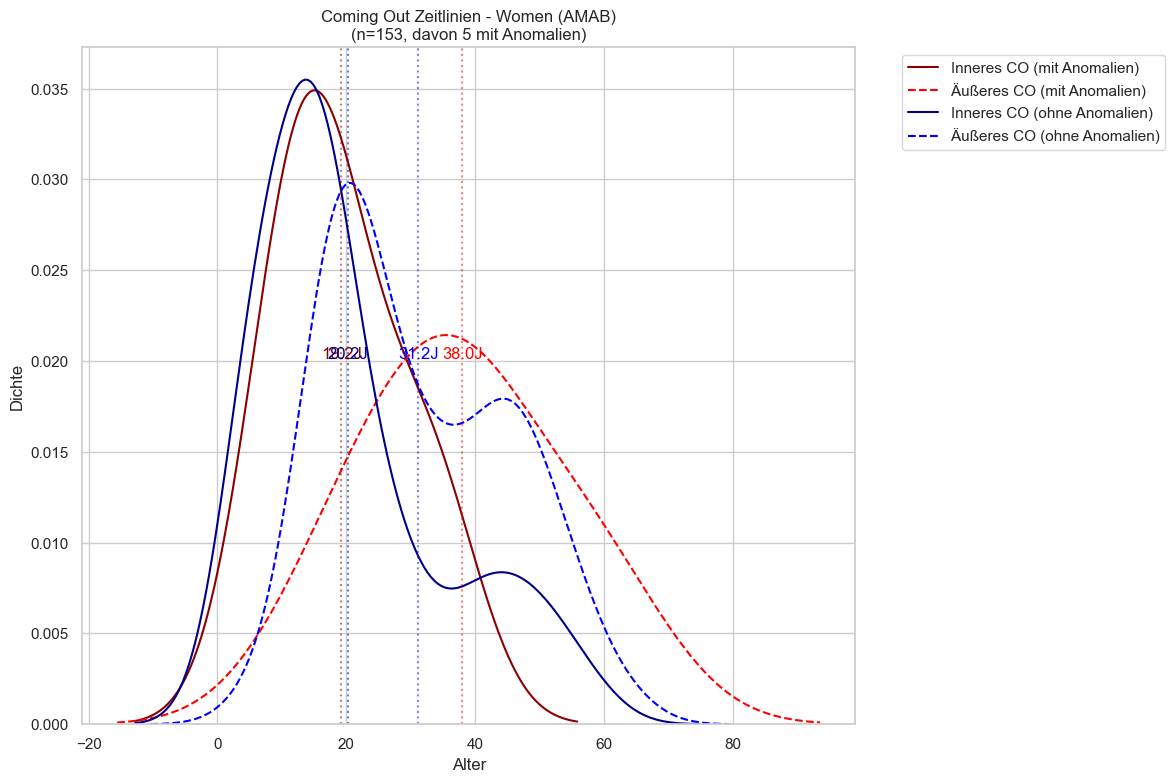 Coming Out Zeitlinien - Women (AMAB)
(n=153, davon 5 mit Anomalien)
Inneres CO (mit Anomalien)
Äußeres CO (mit Anomalien)
Inneres CO (ohne Anomalien)
Äußeres CO (ohne Anomalien)
0.035
0.030
0.025
0.020
0.015
0.010
0.005
0.000
Dichte
31.2J
38.0J
−20
0
20
40
60
80
Alter